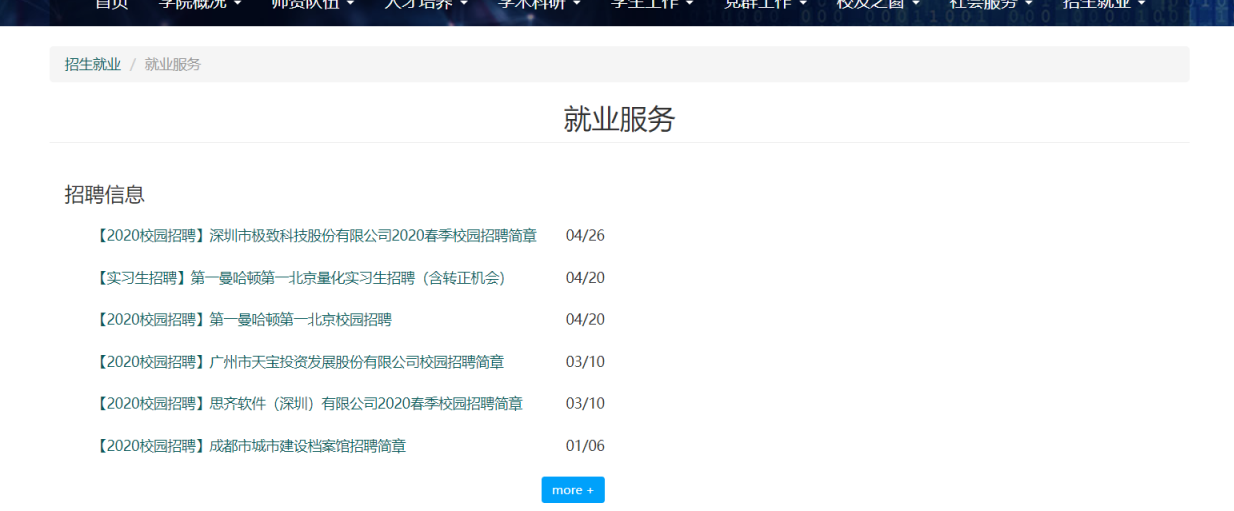 首页 学院概况 师资队伍 人才培养 学术科研 学生工作 党群工作 校友之窗 社会服务 招生就业
招生就业 / 就业服务
就业服务
招聘信息
【2020校园招聘】深圳市极致科技股份有限公司2020春季校园招聘简章 04/26
【实习生招聘】第一曼哈顿第一北京量化实习生招聘（含转正机会） 04/20
【2020校园招聘】第一曼哈顿第一北京校园招聘 04/20
【2020校园招聘】广州市天宝投资发展股份有限公司校园招聘简章 03/10
【2020校园招聘】思齐软件（深圳）有限公司2020春季校园招聘简章 03/10
【2020校园招聘】成都市城市建设档案馆招聘简章 01/06
more +